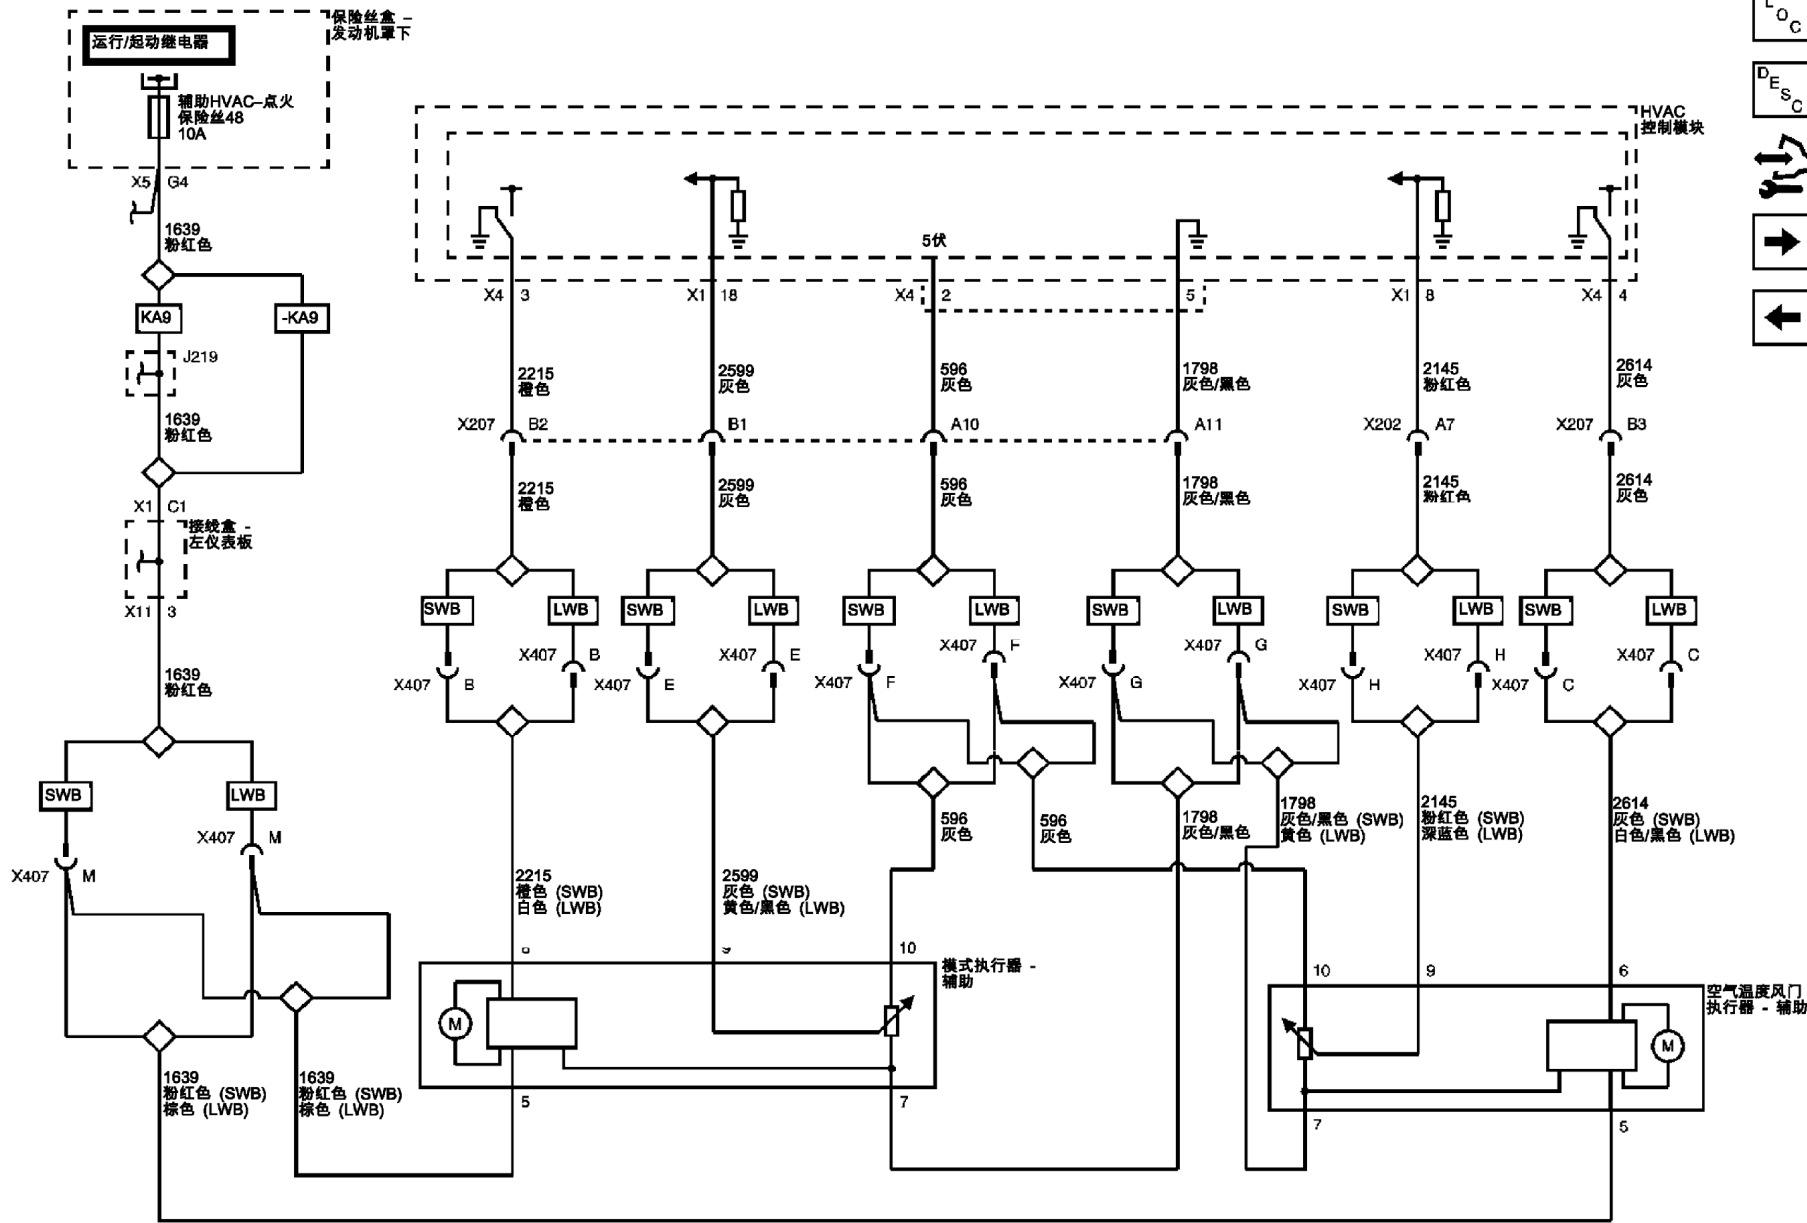 保险丝盒 -
发动机罩下
运行/起动继电器
辅助HVAC-点火
保险丝48
10A
X5 G4
1639
粉红色
KA9
-KA9
J219
1639
粉红色
X1 C1
接线盒 -
左仪表板
X11 3
1639
粉红色
SWB
LWB
X407 M
X407 M
1639
粉红色 (SWB)
棕色 (LWB)
1639
粉红色 (SWB)
棕色 (LWB)
HVAC
控制模块
5伏
X4 3
X1 18
X4 2
5
X1 8
X4 4
2215
橙色
2599
灰色
596
灰色
1798
灰色/黑色
2145
粉红色
2614
灰色
X207 B2
B1
A10
A11
X202 A7
X207 B3
2215
橙色
2599
灰色
596
灰色
1798
灰色/黑色
2145
粉红色
2614
灰色
SWB
LWB
SWB
LWB
SWB
LWB
SWB
LWB
SWB
LWB
SWB
LWB
X407 B
X407 E
X407 F
X407 G
X407 H
X407 C
X407 B
X407 E
X407 F
X407 G
X407 H
X407 C
2215
橙色 (SWB)
白色 (LWB)
2599
灰色 (SWB)
黄色/黑色 (LWB)
596
灰色
596
灰色
1798
灰色/黑色
1798
灰色/黑色 (SWB)
黄色 (LWB)
2145
粉红色 (SWB)
深蓝色 (LWB)
2614
灰色 (SWB)
白色/黑色 (LWB)
10
模式执行器 -
辅助
M
5
7
10
9
6
空气温度风门
执行器 - 辅助
M
7
5
L
O
C
D
E
S
C